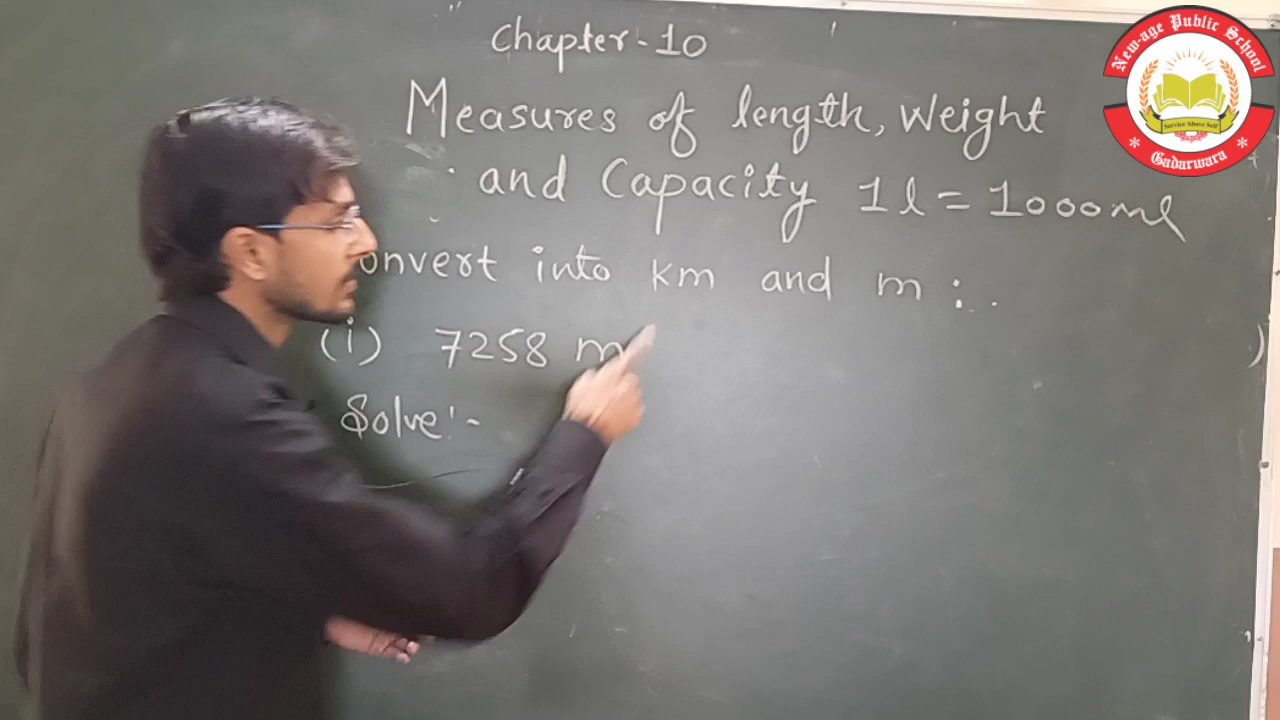 Chapter-10
Measures of length, Weight
and Capacity 1l = 1000ml
onvert into km and m :
(i) 7258 m
Solve:-
)
New-age Public School
Service Above Self
* Gadarwara *